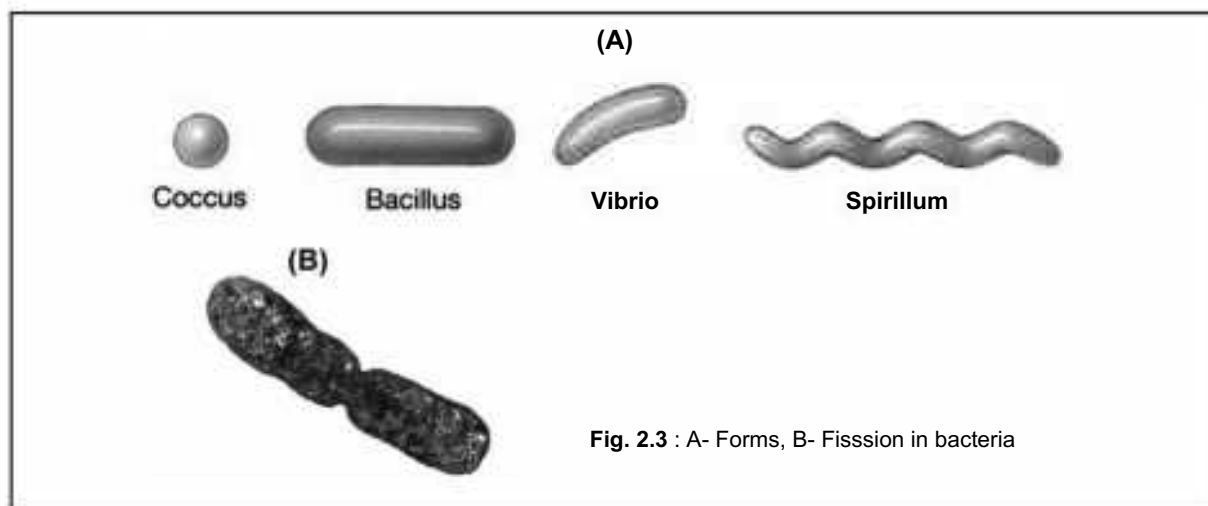 (A)
Coccus Bacillus Vibrio Spirillum
(B)
Fig. 2.3 : A- Forms, B- Fisssion in bacteria